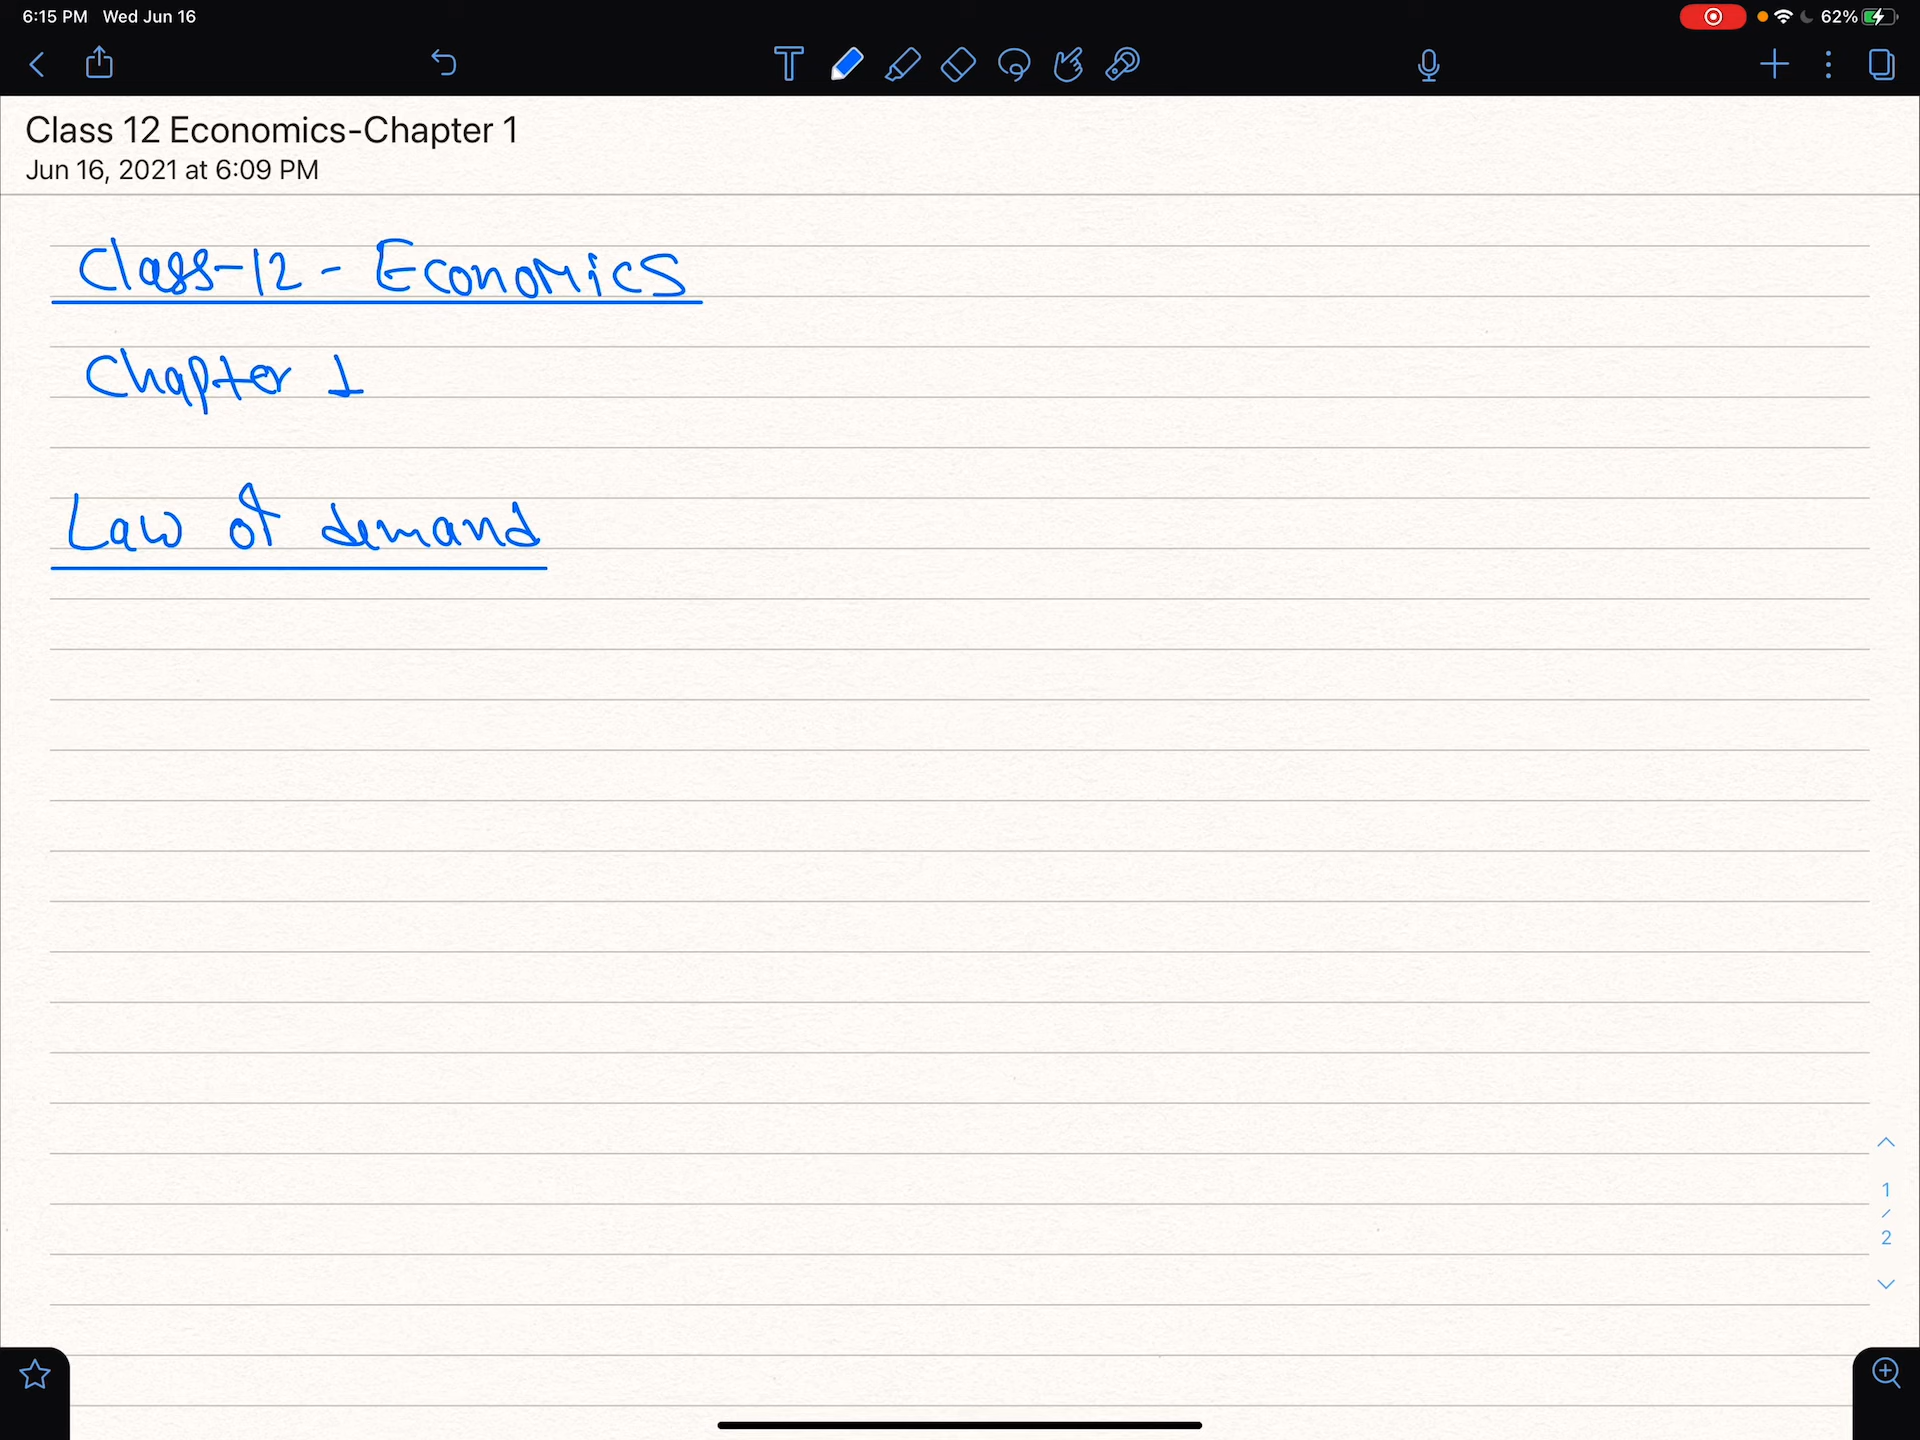 6:15 PM Wed Jun 16
62%
Class 12 Economics-Chapter 1
Jun 16, 2021 at 6:09 PM
Class-12 - Economics
Chapter 1
Law of demand
1
/
2